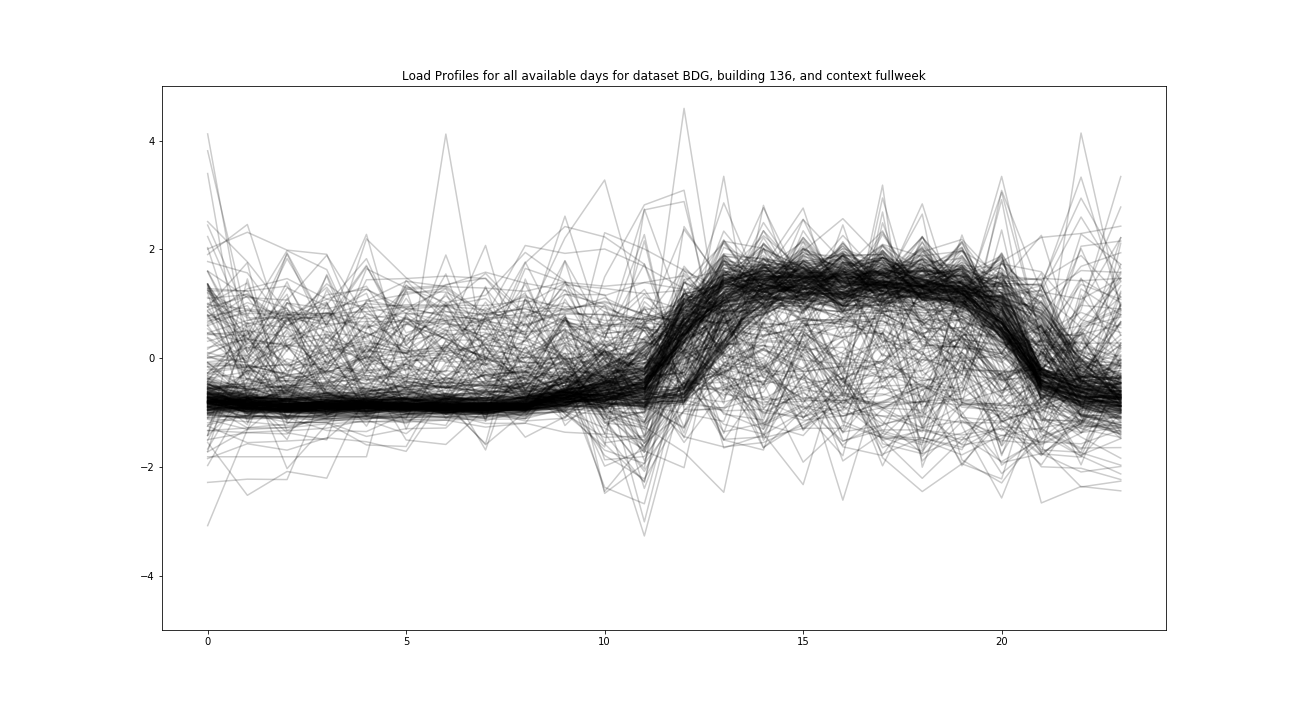 Load Profiles for all available days for dataset BDG, building 136, and context fullweek
4
2
0
−2
−4
0 5 10 15 20